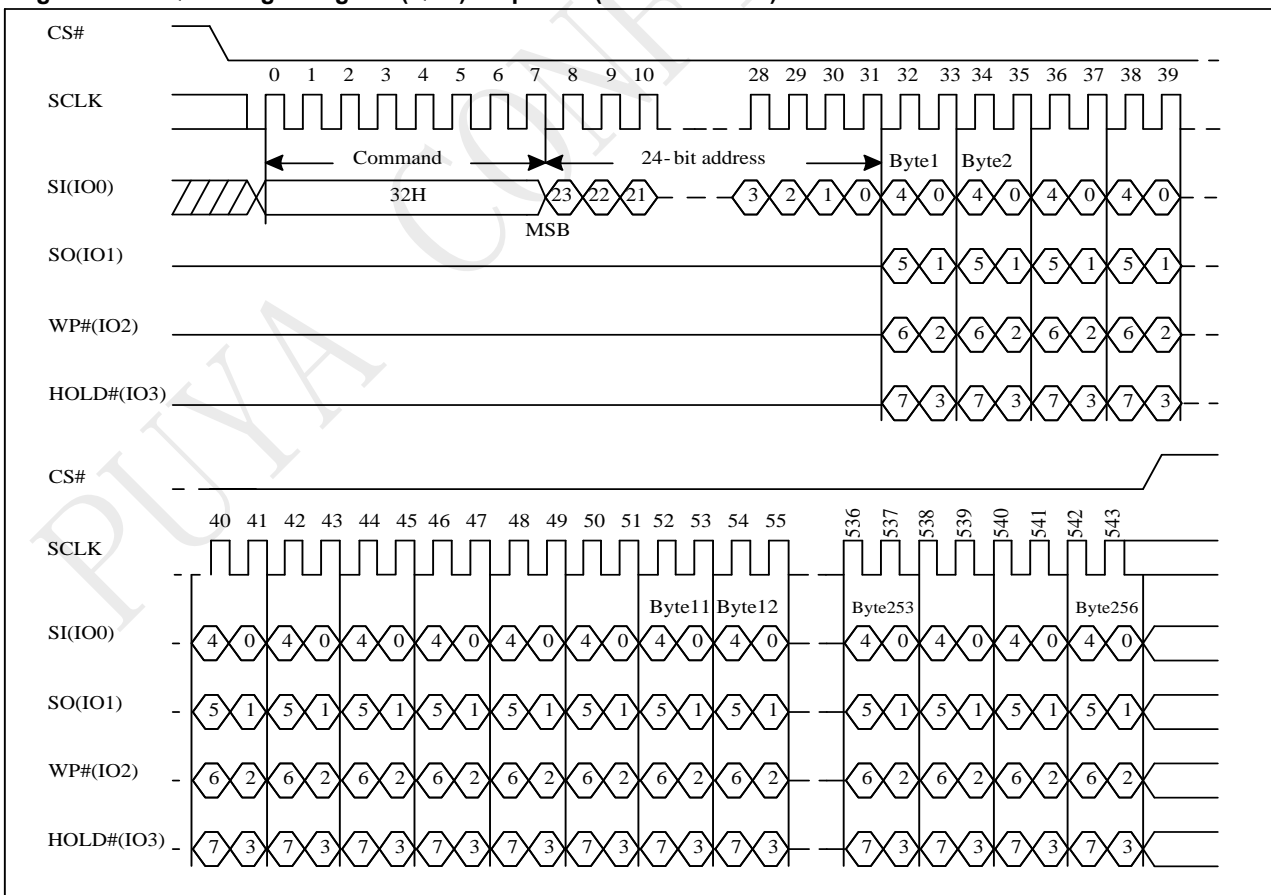 CS#
0 1 2 3 4 5 6 7 8 9 10 28 29 30 31 32 33 34 35 36 37 38 39
SCLK
Command 24-bit address Byte1 Byte2
SI(IO0) 32H 23 22 21 3 2 1 0 4 0 4 0 4 0 4 0
MSB
SO(IO1) 5 1 5 1 5 1 5 1
WP#(IO2) 6 2 6 2 6 2 6 2
HOLD#(IO3) 7 3 7 3 7 3 7 3
CS#
40 41 42 43 44 45 46 47 48 49 50 51 52 53 54 55 536 537 538 539 540 541 542 543
SCLK
Byte11 Byte12 Byte253 Byte256
SI(IO0) 4 0 4 0 4 0 4 0 4 0 4 0 4 0 4 0 4 0 4 0 4 0 4 0
SO(IO1) 5 1 5 1 5 1 5 1 5 1 5 1 5 1 5 1 5 1 5 1 5 1 5 1
WP#(IO2) 6 2 6 2 6 2 6 2 6 2 6 2 6 2 6 2 6 2 6 2 6 2 6 2
HOLD#(IO3) 7 3 7 3 7 3 7 3 7 3 7 3 7 3 7 3 7 3 7 3 7 3 7 3
PUYA CON